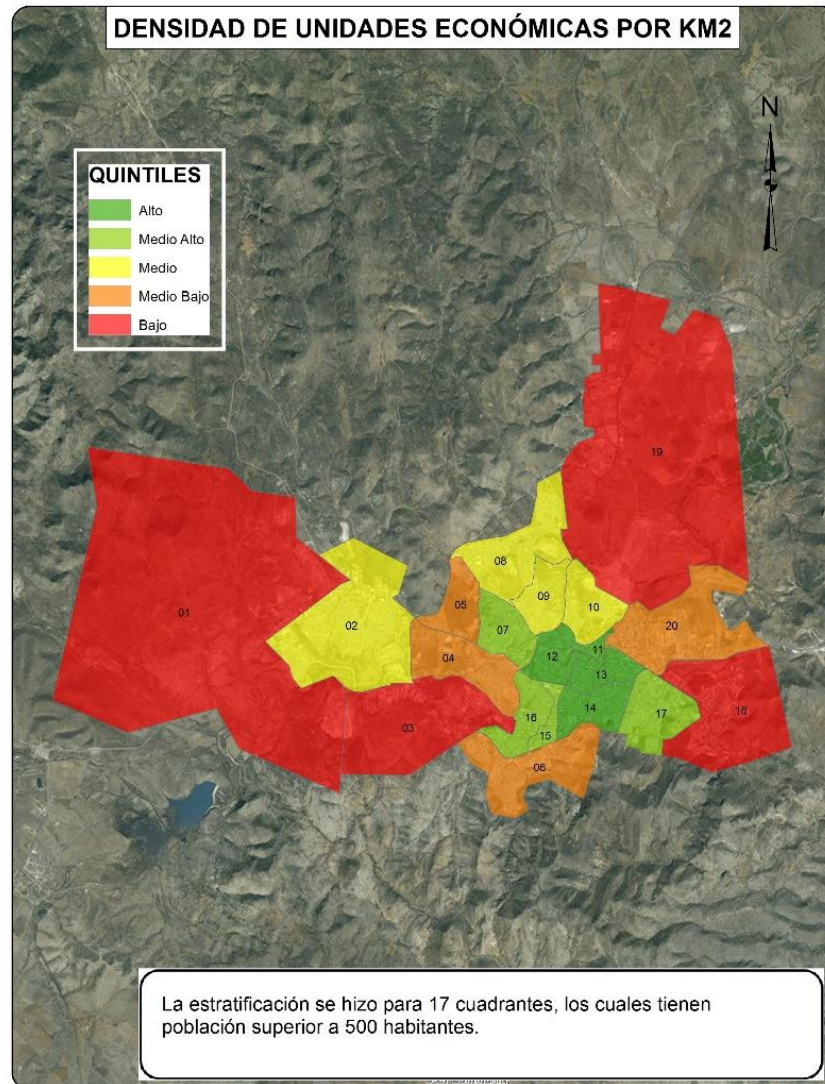 DENSIDAD DE UNIDADES ECONÓMICAS POR KM2
N
QUINTILES
Alto
Medio Alto
Medio
Medio Bajo
Bajo
19
08
05
09
10
01
02
07
11
20
12
04
13
16
14
17
18
03
15
06
La estratificación se hizo para 17 cuadrantes, los cuales tienen
población superior a 500 habitantes.